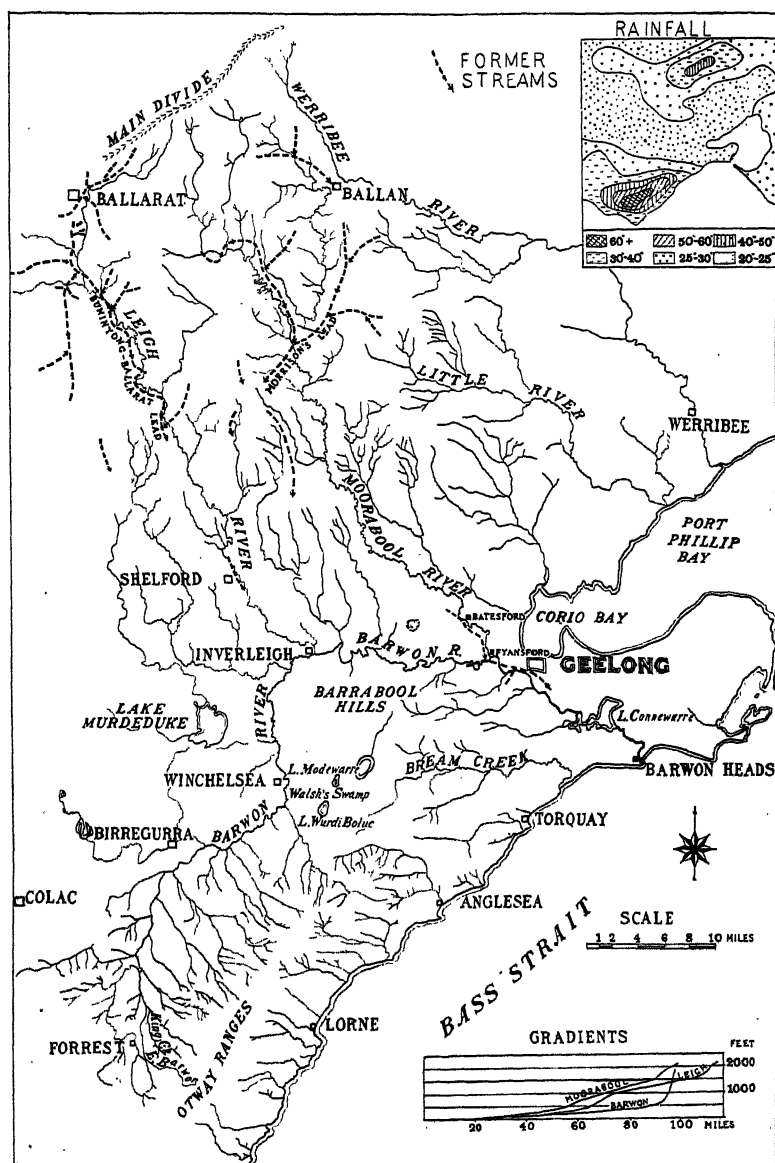 RAINFALL
FORMER
STREAMS
MAIN DIVIDE
WERRIBEE
RIVER
BALLARAT
BALLAN
60"+
50"-60"
40"-50"
30"-40"
25"-30"
20"-25"
LEIGH
BUNINYONG-BALLARAT LEAD
MORRISON'S LEAD
LITTLE
RIVER
WERRIBEE
MOORABOOL
RIVER
PORT
PHILLIP
BAY
RIVER
SHELFORD
BATESFORD
CORIO BAY
INVERLEIGH
BARWON R.
FYANSFORD
GEELONG
BARRABOOL
HILLS
LAKE
MURDEDUKE
RIVER
L. Connewarre
L. Modewarre
BREAM CREEK
WINCHELSEA
Walsh's Swamp
BARWON HEADS
L. Wurdi Boluc
BARWON
BIRREGURRA
TORQUAY
COLAC
ANGLESEA
SCALE
1 2 4 6 8 10 MILES
BASS STRAIT
OTWAY RANGES
LORNE
FORREST
GRADIENTS
FEET
2000
MOORABOOL
LEIGH
1000
BARWON
20 40 60 80 100 MILES